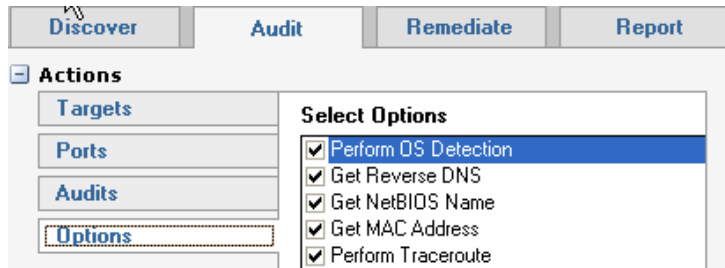 Discover Audit Remediate Report
Actions
Targets
Ports
Audits
Options
Select Options
Perform OS Detection
Get Reverse DNS
Get NetBIOS Name
Get MAC Address
Perform Traceroute